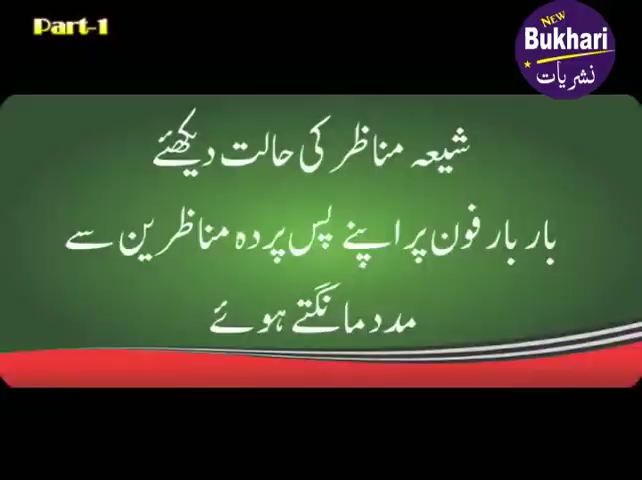 Part-1
NEW
Bukhari
نشریات
شیعہ مناظر کی حالت دیکھئے
بار بار فون پر اپنے پس پردہ مناظرین سے
مدد مانگتے ہوئے